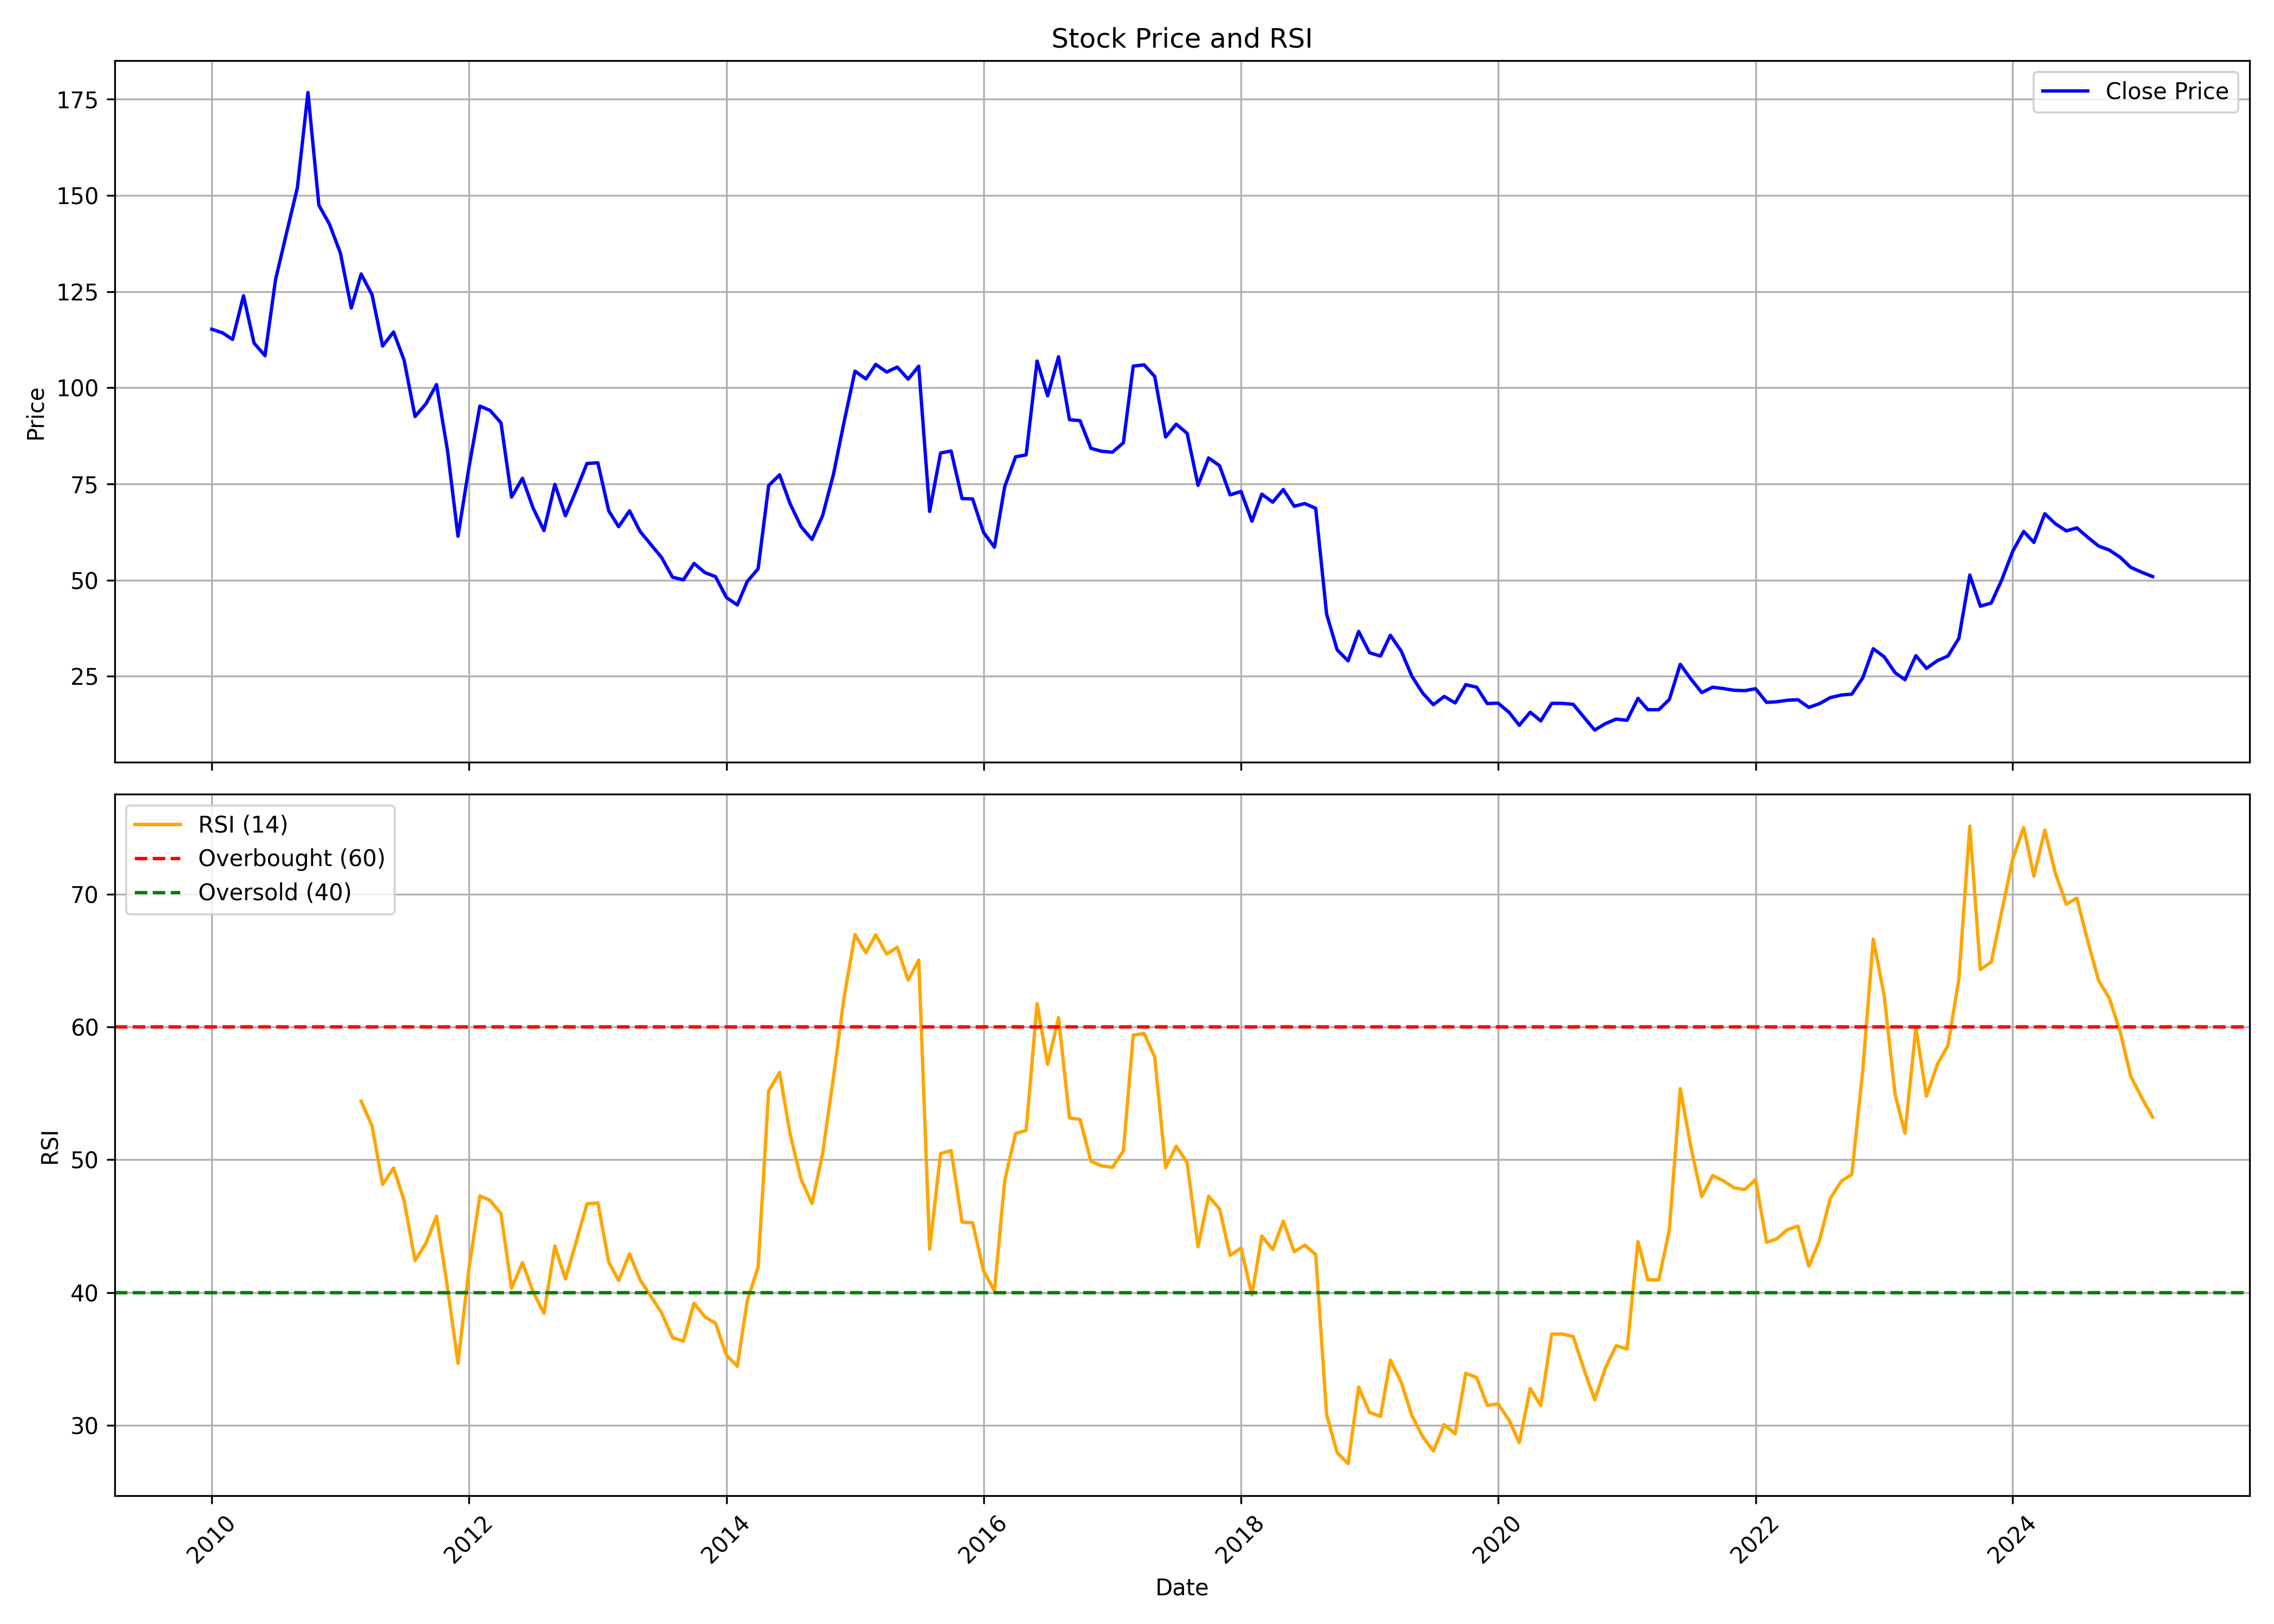 Stock Price and RSI
Close Price
175
150
125
100
75
50
25
Price
RSI (14)
Overbought (60)
Oversold (40)
70
60
50
40
30
RSI
2010
2012
2014
2016
2018
2020
2022
2024
Date